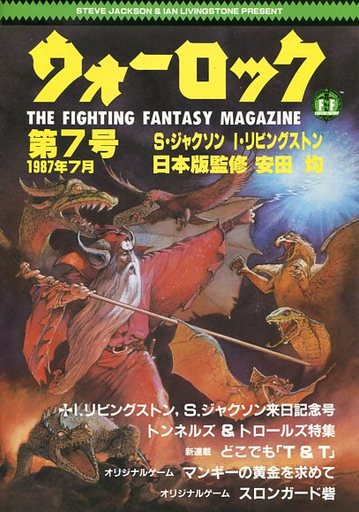 STEVE JACKSON & IAN LIVINGSTONE PRESENT
ウォーロック
THE FIGHTING FANTASY MAGAZINE
F F
第7号
1987年7月
S・ジャクソン I・リビングストン
日本版監修 安田 均
I.リビングストン, S.ジャクソン来日記念号
トンネルズ & トロールズ特集
新連載 どこでも「T & T」
オリジナルゲーム マンギーの黄金を求めて
オリジナルゲーム スロンガード砦